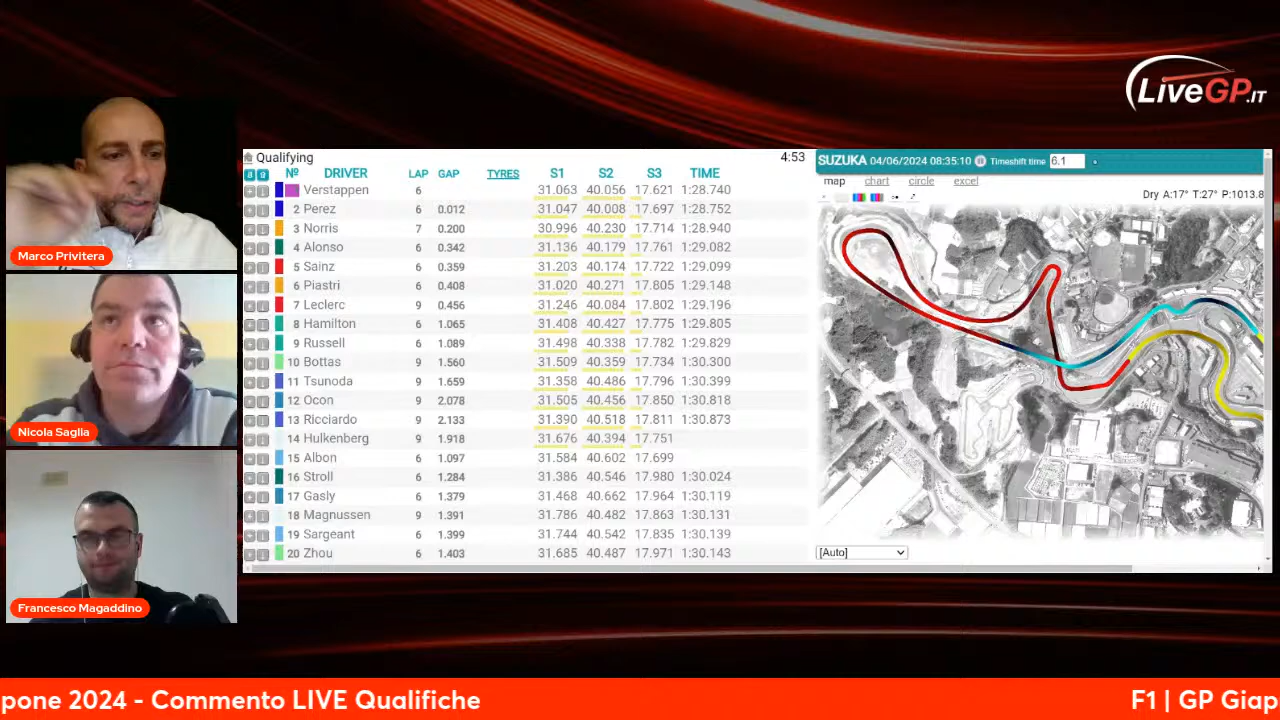 LiveGP.IT
Marco Privitera
Nicola Saglia
Francesco Magaddino
Qualifying 4:53
Nº DRIVER LAP GAP TYRES S1 S2 S3 TIME
Verstappen 6 31.063 40.056 17.621 1:28.740
2 Perez 6 0.012 31.047 40.008 17.697 1:28.752
3 Norris 7 0.200 30.996 40.230 17.714 1:28.940
4 Alonso 6 0.342 31.136 40.179 17.761 1:29.082
5 Sainz 6 0.359 31.203 40.174 17.722 1:29.099
6 Piastri 6 0.408 31.020 40.271 17.805 1:29.148
7 Leclerc 9 0.456 31.246 40.084 17.802 1:29.196
8 Hamilton 6 1.065 31.408 40.427 17.775 1:29.805
9 Russell 6 1.089 31.498 40.338 17.782 1:29.829
10 Bottas 9 1.560 31.509 40.359 17.734 1:30.300
11 Tsunoda 9 1.659 31.358 40.486 17.796 1:30.399
12 Ocon 9 2.078 31.505 40.456 17.850 1:30.818
13 Ricciardo 9 2.133 31.390 40.518 17.811 1:30.873
14 Hulkenberg 9 1.918 31.676 40.394 17.751
15 Albon 6 1.097 31.584 40.602 17.699
16 Stroll 6 1.284 31.386 40.546 17.980 1:30.024
17 Gasly 6 1.379 31.468 40.662 17.964 1:30.119
18 Magnussen 9 1.391 31.786 40.482 17.863 1:30.131
19 Sargeant 6 1.399 31.744 40.542 17.835 1:30.139
20 Zhou 6 1.403 31.685 40.487 17.971 1:30.143
SUZUKA 04/06/2024 08:35:10 Timeshift time 6.1
map chart circle excel
Dry A:17° T:27° P:1013.8
[Auto]
pone 2024 - Commento LIVE Qualifiche F1 | GP Giap